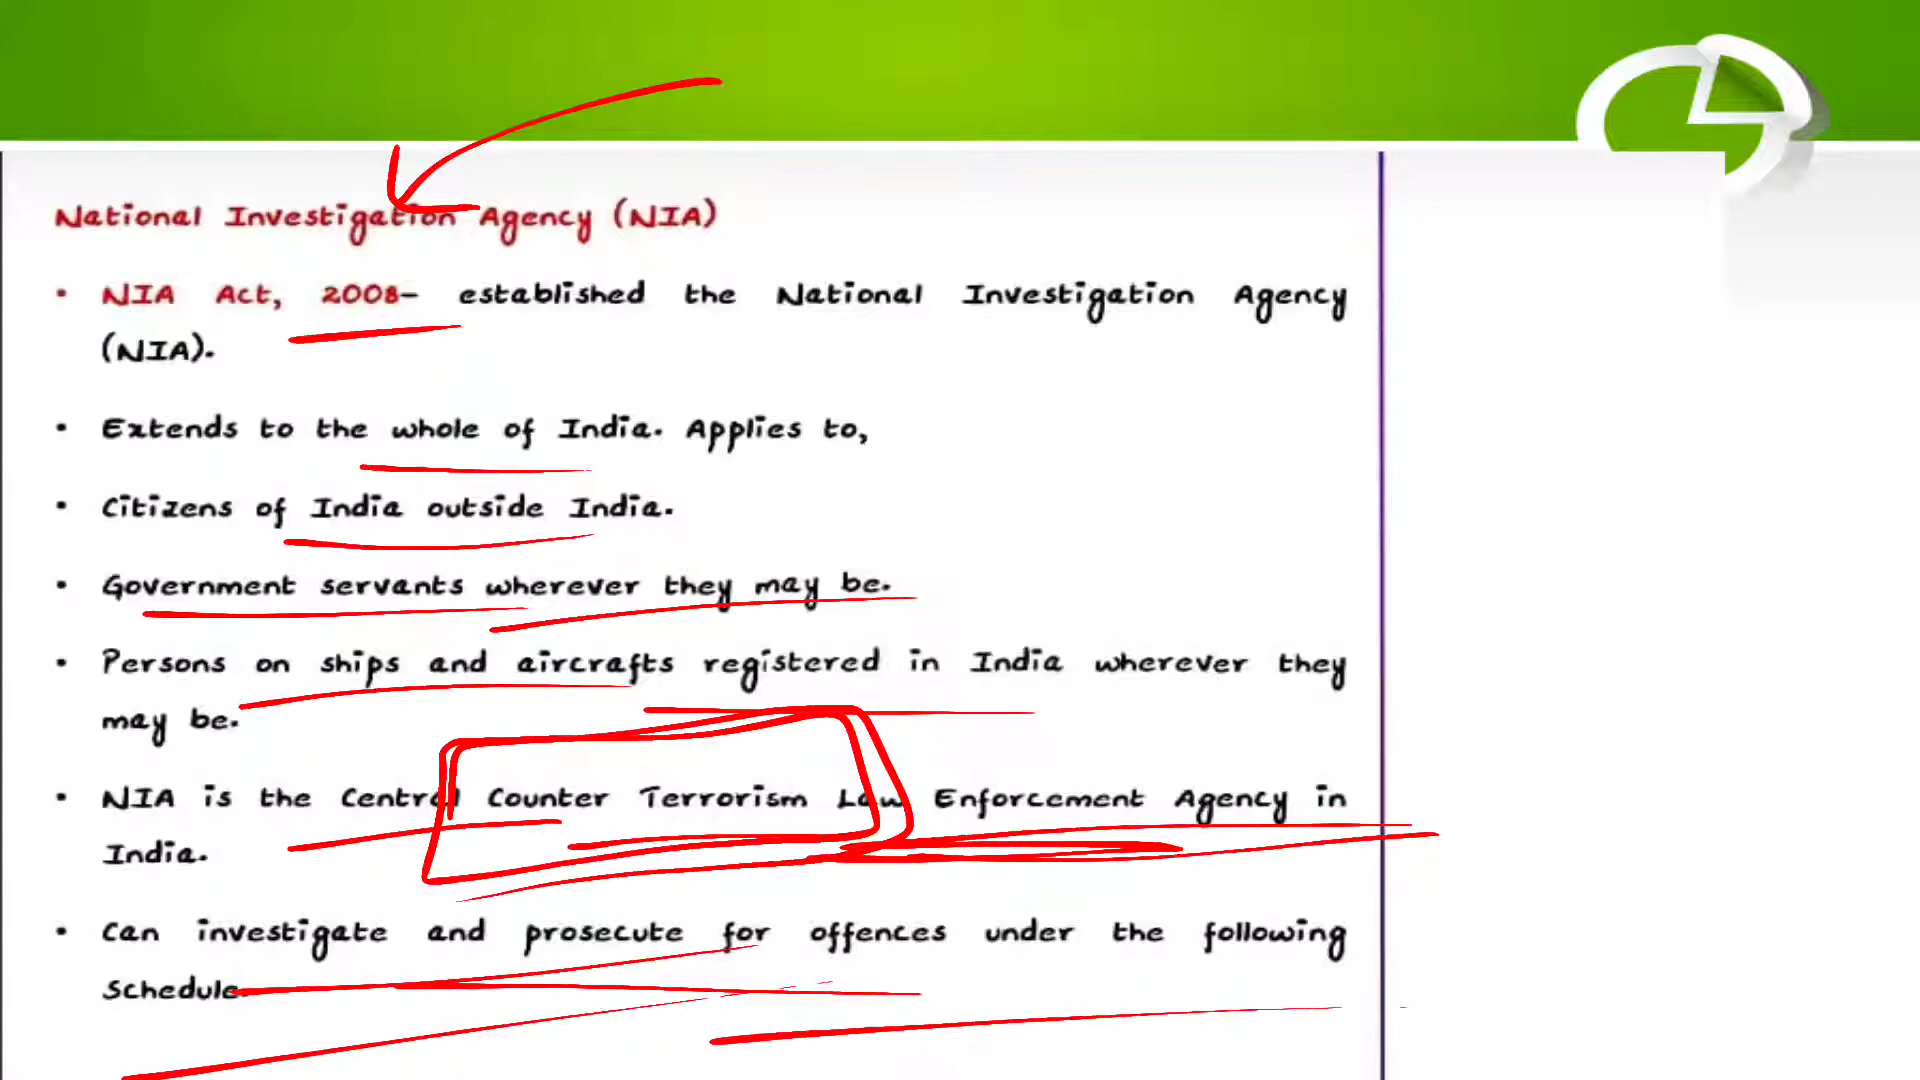 National Investigation Agency (NIA)
• NIA Act, 2008- established the National Investigation Agency
(NIA).
• Extends to the whole of India. Applies to,
• Citizens of India outside India.
• Government servants wherever they may be.
• Persons on ships and aircrafts registered in India wherever they
may be.
• NIA is the Central Counter Terrorism Law Enforcement Agency in
India.
• Can investigate and prosecute for offences under the following
Schedule